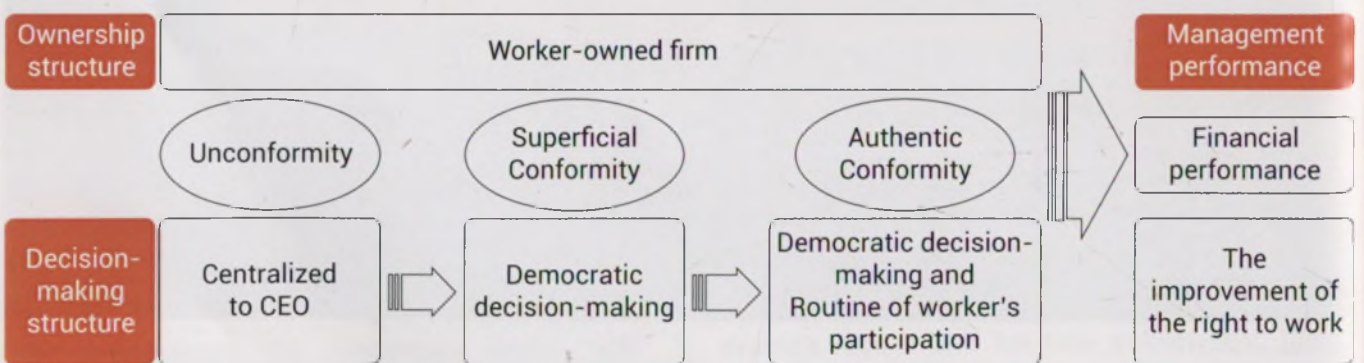 Ownership
structure
Worker-owned firm
Management
performance
Unconformity
Superficial
Conformity
Authentic
Conformity
Financial
performance
Decision-
making
structure
Centralized
to CEO
Democratic
decision-making
Democratic decision-
making and
Routine of worker's
participation
The
improvement of
the right to work